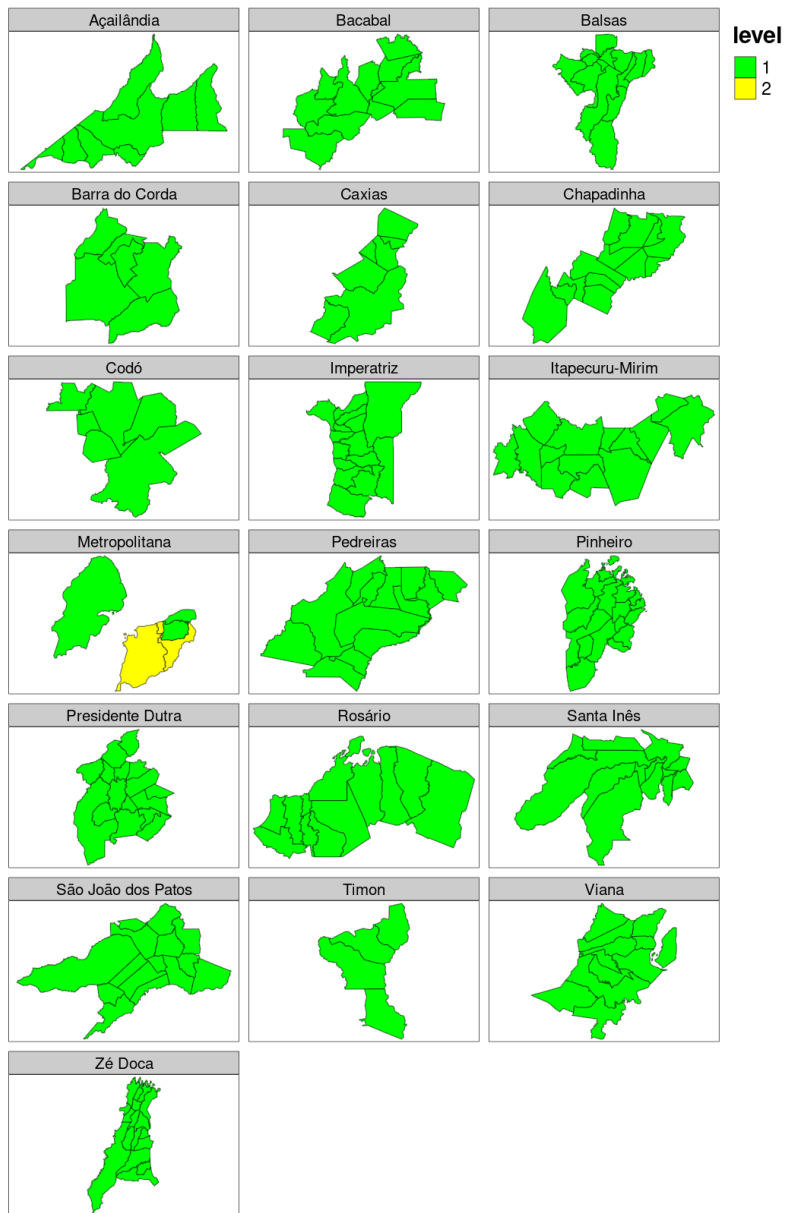 Açailândia
Bacabal
Balsas
level
1
2
Barra do Corda
Caxias
Chapadinha
Codó
Imperatriz
Itapecuru-Mirim
Metropolitana
Pedreiras
Pinheiro
Presidente Dutra
Rosário
Santa Inês
São João dos Patos
Timon
Viana
Zé Doca